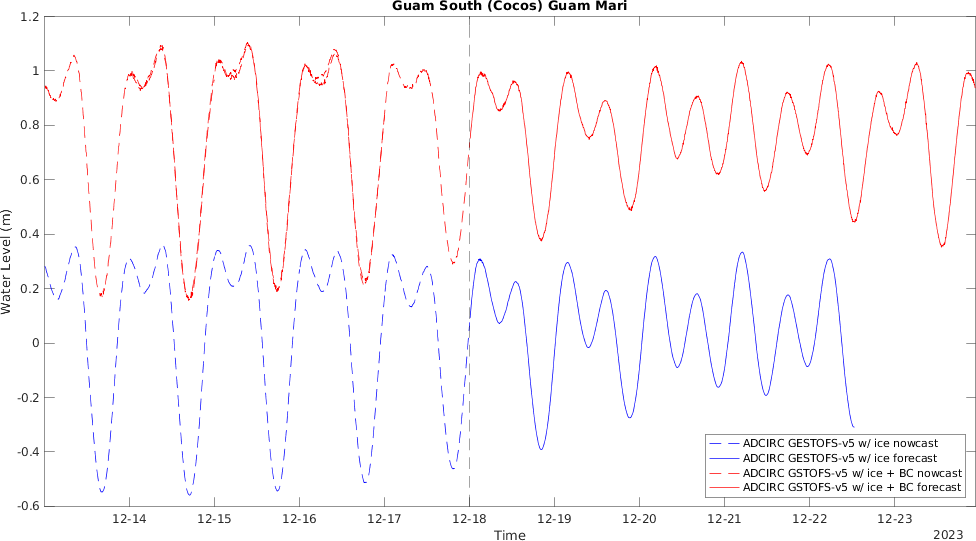 Guam South (Cocos) Guam Mari
1.2
1
0.8
0.6
0.4
0.2
0
-0.2
-0.4
-0.6
Water Level (m)
12-14 12-15 12-16 12-17 12-18 12-19 12-20 12-21 12-22 12-23
Time
2023
ADCIRC GESTOFS-v5 w/ ice nowcast
ADCIRC GESTOFS-v5 w/ ice forecast
ADCIRC GSTOFS-v5 w/ ice + BC nowcast
ADCIRC GSTOFS-v5 w/ ice + BC forecast